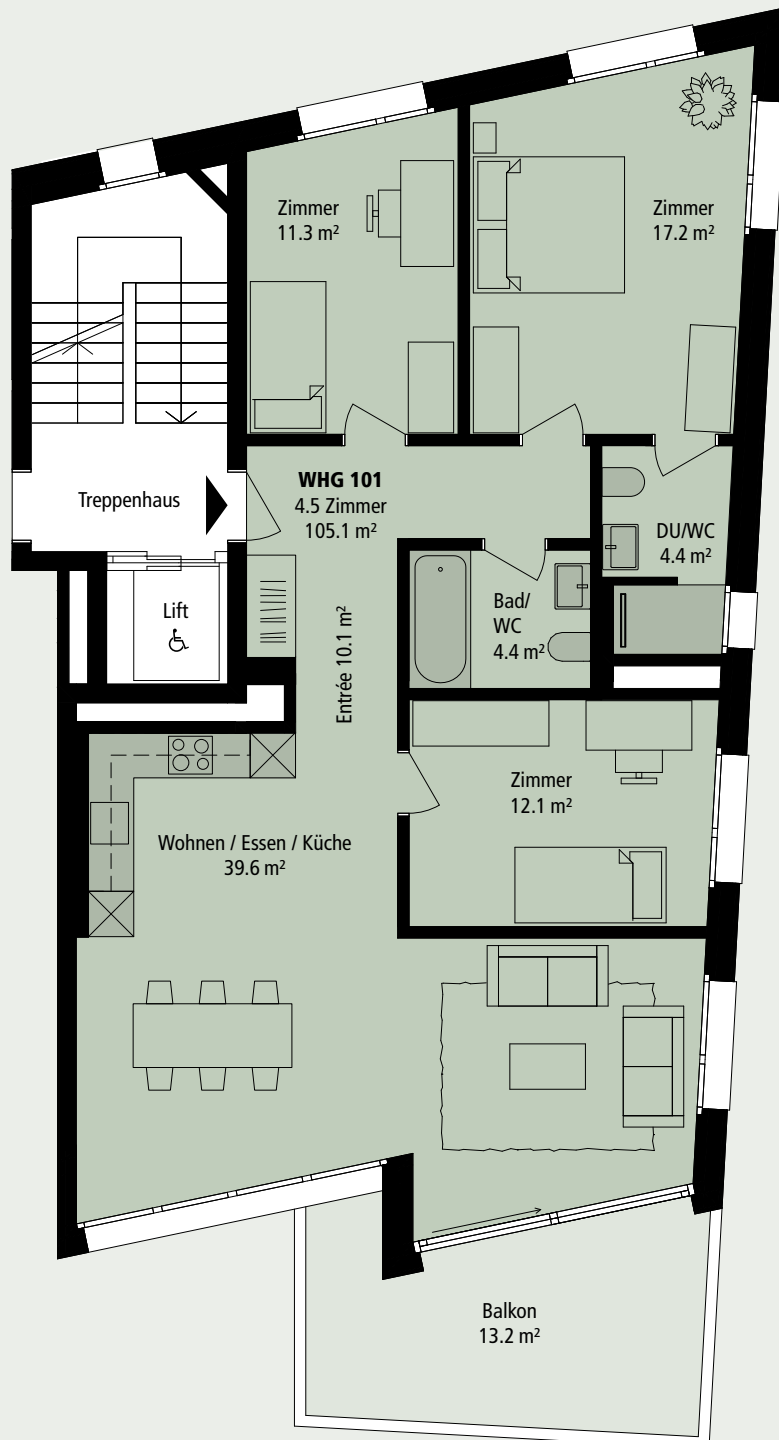 Zimmer
11.3 m²
Zimmer
17.2 m²
WHG 101
4.5 Zimmer
105.1 m²
Treppenhaus
DU/WC
4.4 m²
Lift
Bad/
WC
4.4 m²
Entrée 10.1 m²
Zimmer
12.1 m²
Wohnen / Essen / Küche
39.6 m²
Balkon
13.2 m²